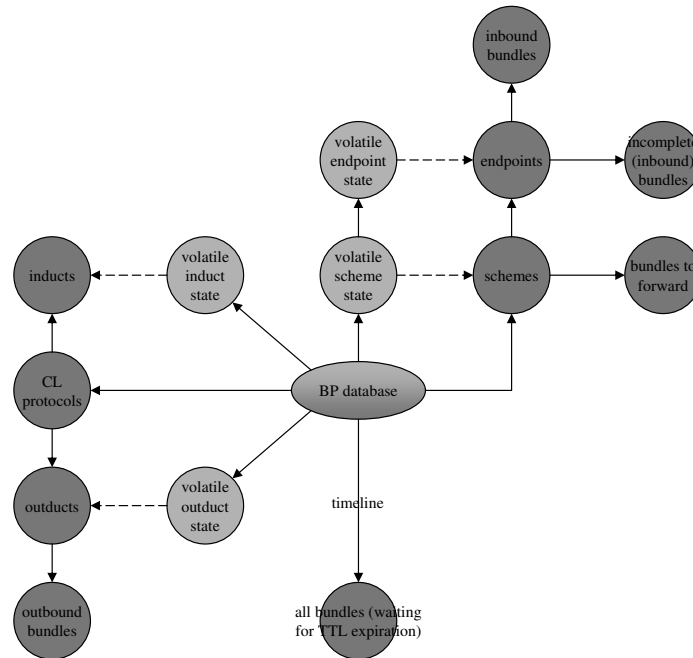 inbound
bundles
volatile
endpoint
state
endpoints
incomplete
(inbound)
bundles
inducts
volatile
induct
state
volatile
scheme
state
schemes
bundles to
forward
CL
protocols
BP database
outducts
volatile
outduct
state
timeline
outbound
bundles
all bundles (waiting
for TTL expiration)